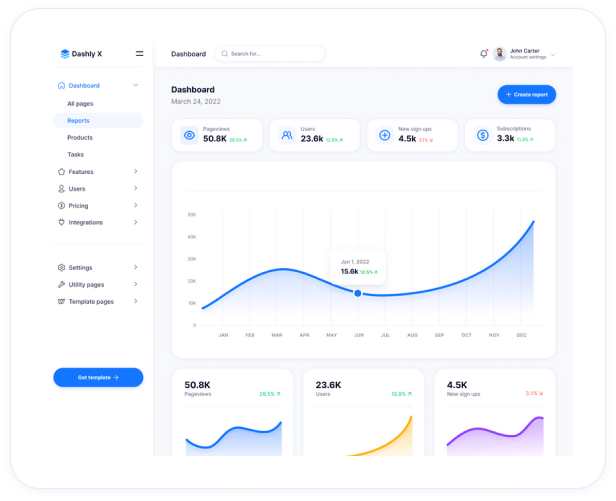 Dashly X
Dashboard
Search for...
John Carter
Account settings
Dashboard
All pages
Reports
Products
Tasks
Features
Users
Pricing
Integrations
Settings
Utility pages
Template pages
Get template →
Dashboard
March 24, 2022
+ Create report
Pageviews
50.8K 28.5%
Users
23.6k 12.8%
New sign ups
4.5k 3.1%
Subscriptions
3.3k 11.3%
50K
40K
40K
30K
20K
10K
0
Jun 1, 2022
15.6k 12.5%
JAN FEB MAR APR MAY JUN JUL AUG SEP OCT NOV DEC
50.8K
Pageviews 28.5%
23.6K
Users 12.8%
4.5K
New sign ups 3.1%